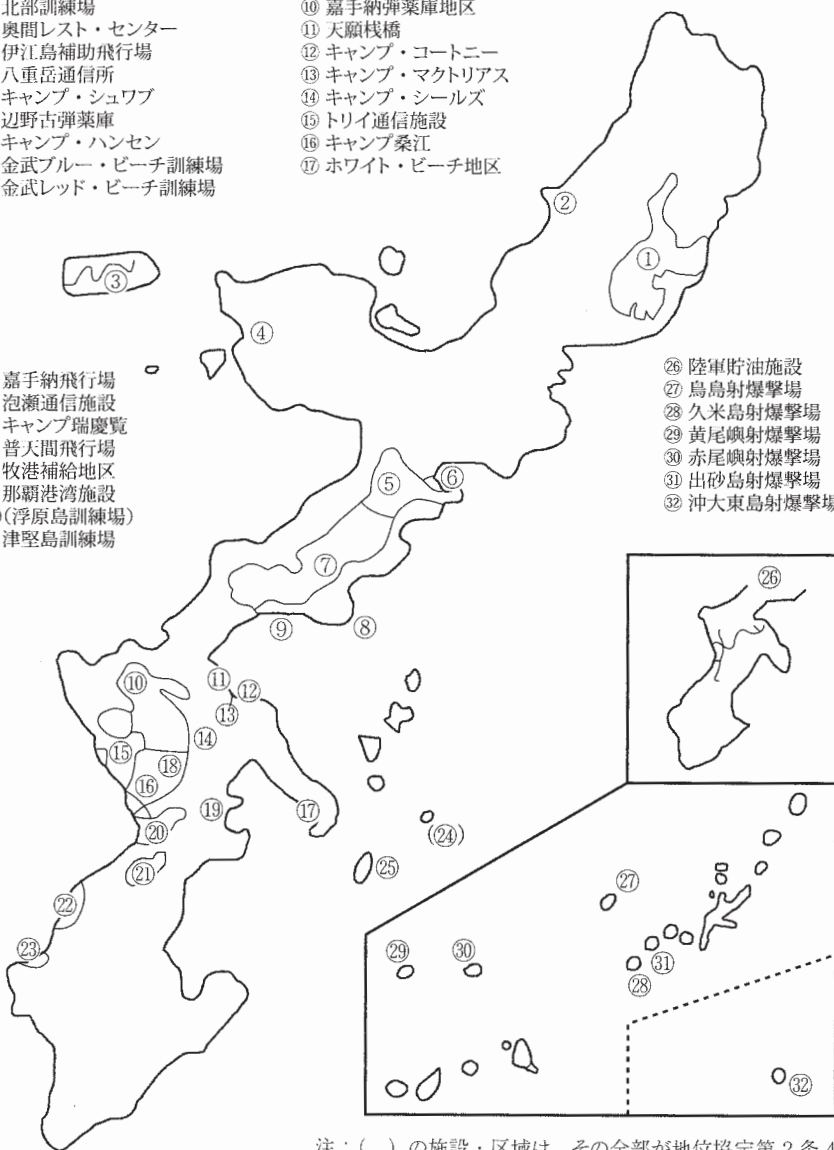 北部訓練場
奥間レスト・センター
伊江島補助飛行場
八重岳通信所
キャンプ・シュワブ
辺野古弾薬庫
キャンプ・ハンセン
金武ブルー・ビーチ訓練場
金武レッド・ビーチ訓練場
⑩ 嘉手納弾薬庫地区
⑪ 天願桟橋
⑫ キャンプ・コートニー
⑬ キャンプ・マクトリアス
⑭ キャンプ・シールズ
⑮ トリイ通信施設
⑯ キャンプ桑江
⑰ ホワイト・ビーチ地区
②
①
③
④
嘉手納飛行場
泡瀬通信施設
キャンプ瑞慶覧
普天間飛行場
牧港補給地区
那覇港湾施設
)(浮原島訓練場)
津堅島訓練場
㉖ 陸軍貯油施設
㉗ 鳥島射爆撃場
㉘ 久米島射爆撃場
㉙ 黄尾嶼射爆撃場
㉚ 赤尾嶼射爆撃場
㉛ 出砂島射爆撃場
㉜ 沖大東島射爆撃場
⑤
⑥
⑦
⑨
⑧
㉖
⑩
⑪
⑫
⑬
⑭
⑮
⑱
⑯
⑲
⑰
⑳
(㉔)
㉑
㉕
㉒
㉓
㉗
㉙
㉚
㉛
㉘
㉜
注：( ) の施設・区域は、その全部が地位協定第2条4